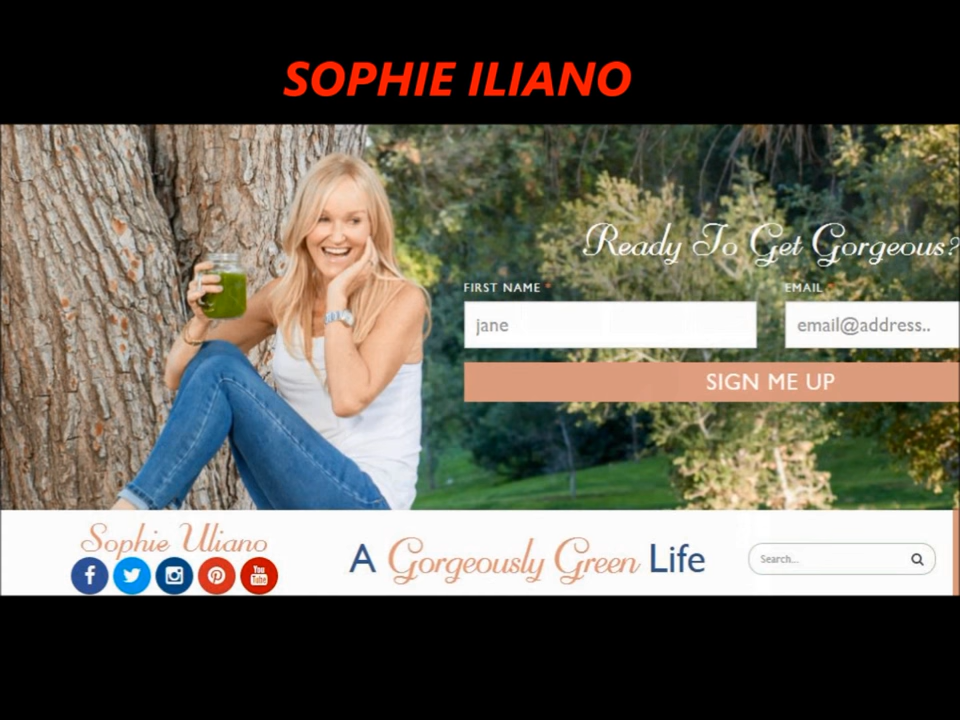 SOPHIE ILIANO
Ready To Get Gorgeous?
FIRST NAME * EMAIL *
jane email@address..
SIGN ME UP
Sophie Uliano
A Gorgeously Green Life
Search...
You
Tube